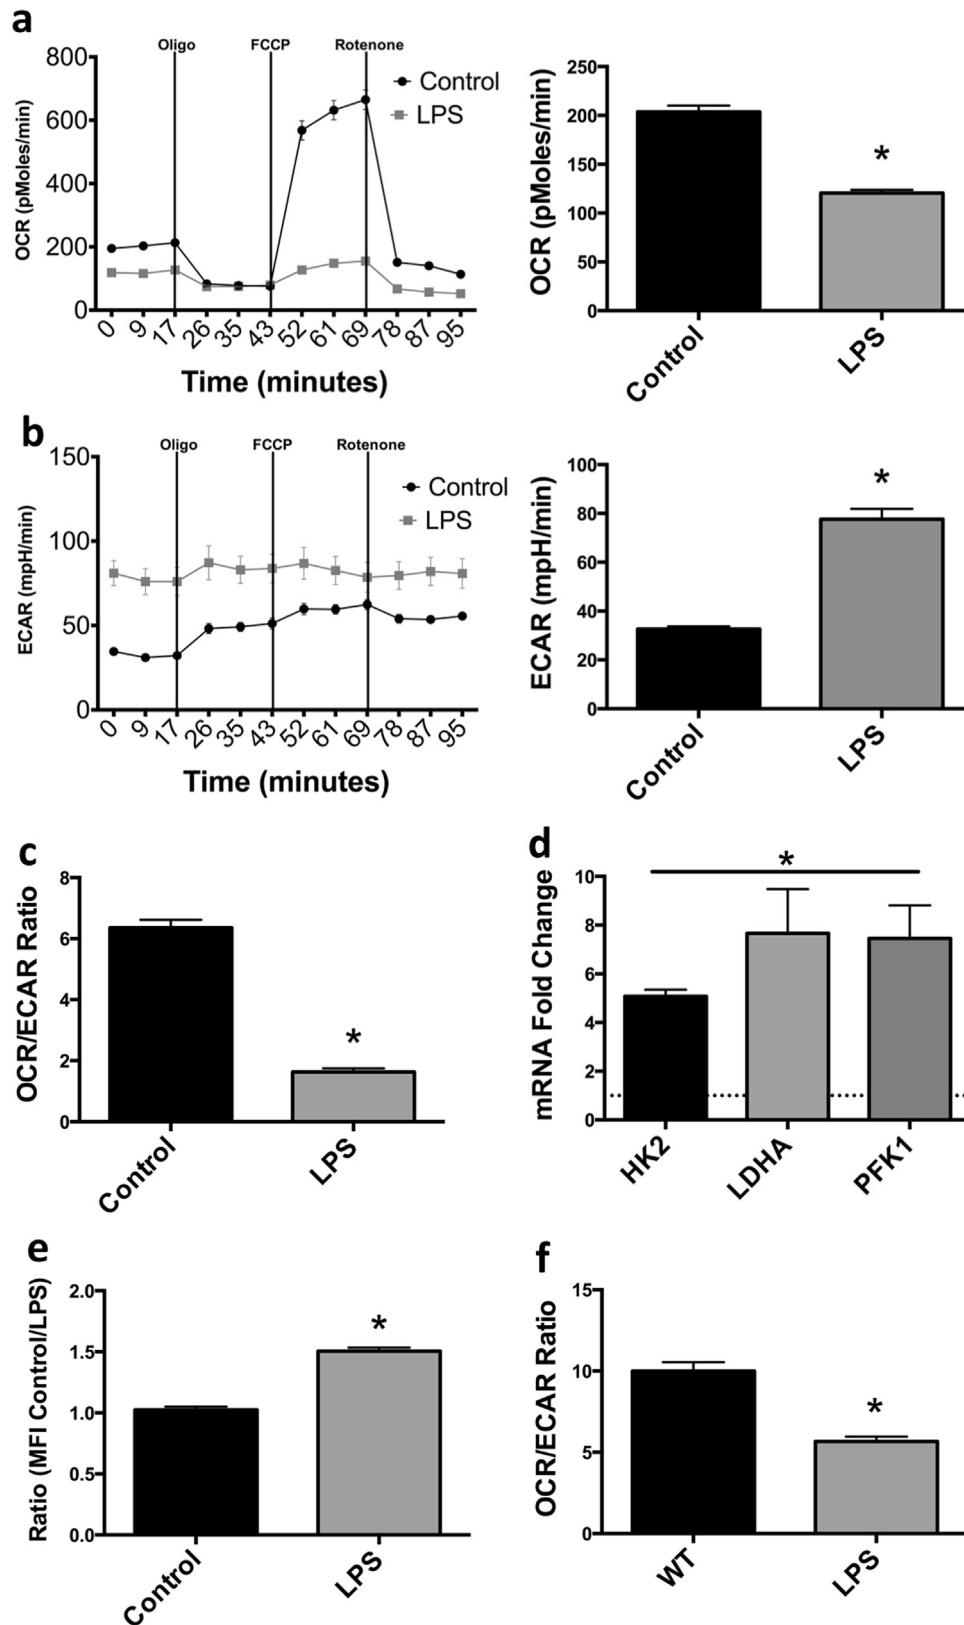 a
Oligo FCCP Rotenone
800
600
400
200
0
OCR (pMoles/min)
Control
LPS
0 9 17 26 35 43 52 61 69 78 87 95
Time (minutes)
250
200
150
100
50
0
OCR (pMoles/min)
*
Control LPS
b
Oligo FCCP Rotenone
150
100
50
0
ECAR (mpH/min)
Control
LPS
0 9 17 26 35 43 52 61 69 78 87 95
Time (minutes)
100
80
60
40
20
0
ECAR (mpH/min)
*
Control LPS
c
8
6
4
2
0
OCR/ECAR Ratio
*
Control LPS
d
10
8
6
4
2
0
mRNA Fold Change
*
HK2 LDHA PFK1
e
2.0
1.5
1.0
0.5
0.0
Ratio (MFI Control/LPS)
*
Control LPS
f
15
10
5
0
OCR/ECAR Ratio
*
WT LPS